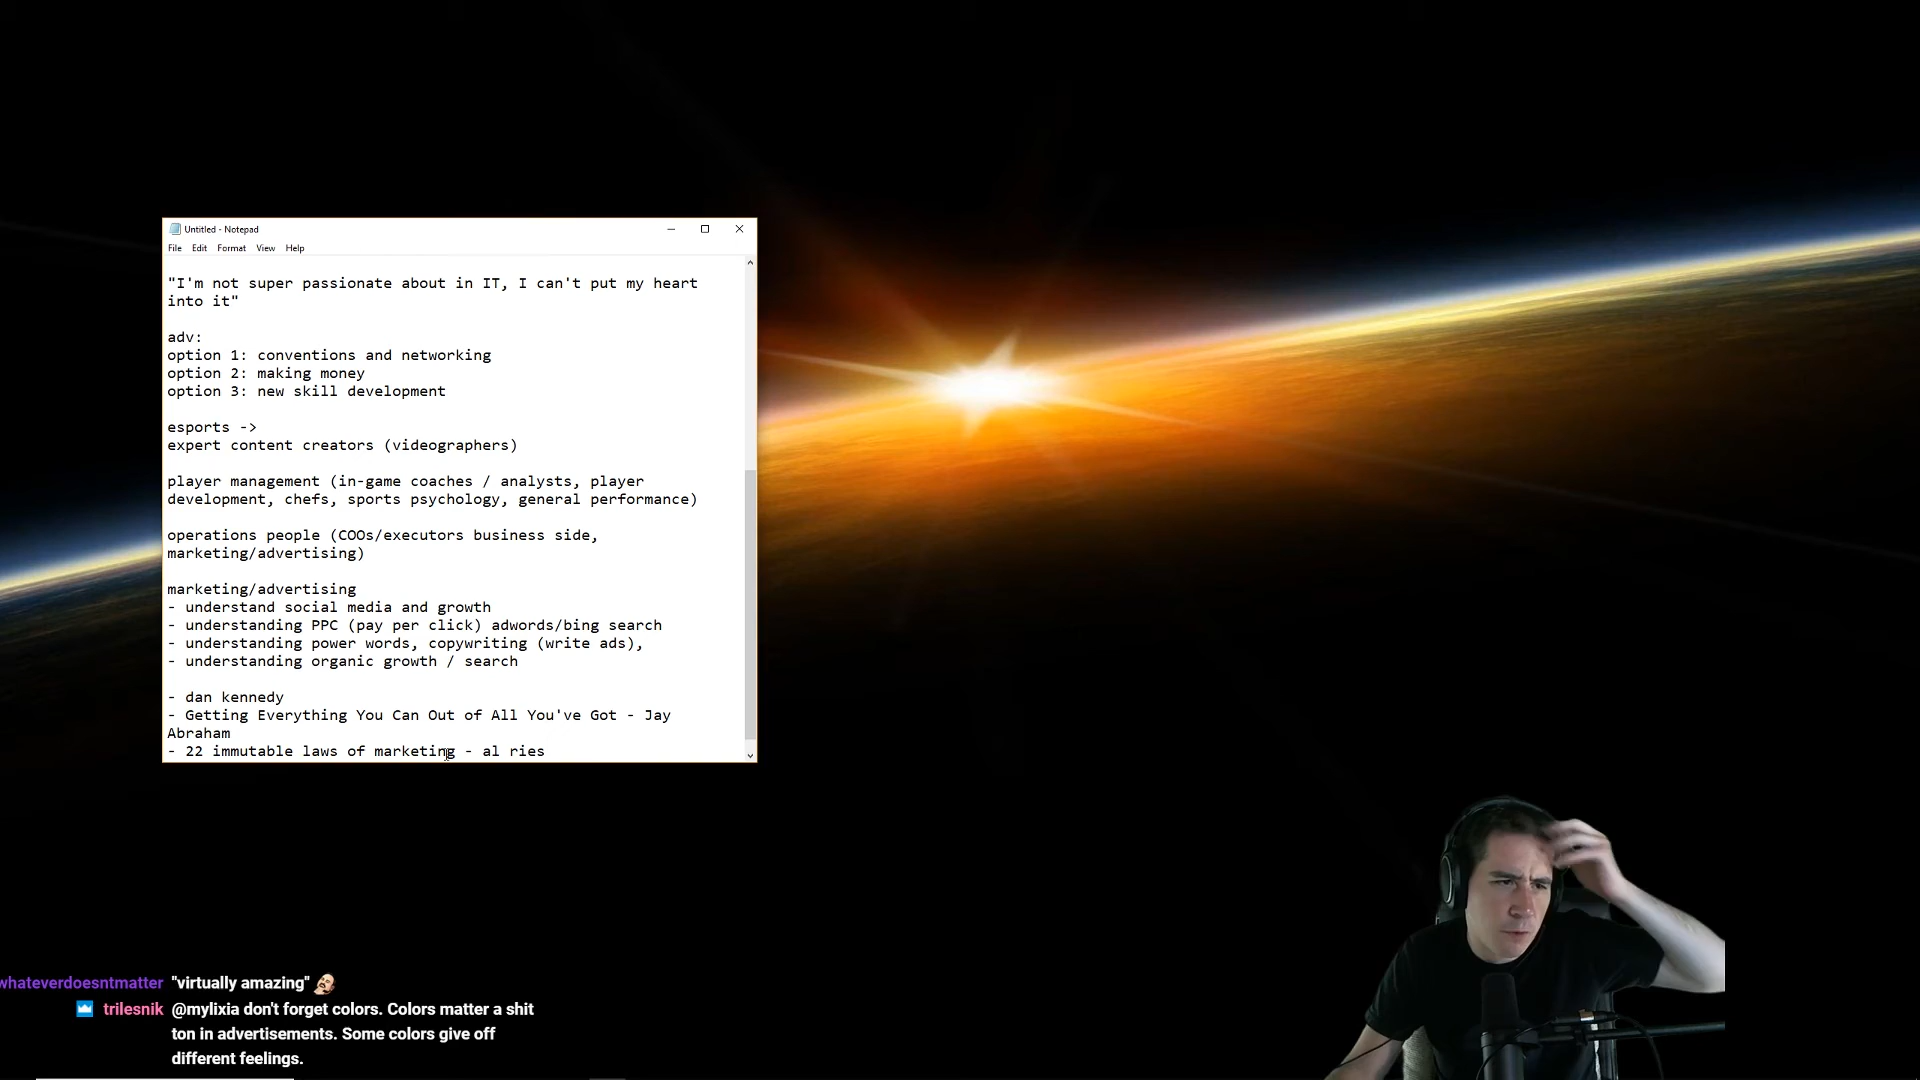 Untitled - Notepad
File Edit Format View Help
"I'm not super passionate about in IT, I can't put my heart
into it"
adv:
option 1: conventions and networking
option 2: making money
option 3: new skill development
esports ->
expert content creators (videographers)
player management (in-game coaches / analysts, player
development, chefs, sports psychology, general performance)
operations people (COOs/executors business side,
marketing/advertising)
marketing/advertising
- understand social media and growth
- understanding PPC (pay per click) adwords/bing search
- understanding power words, copywriting (write ads),
- understanding organic growth / search
- dan kennedy
- Getting Everything You Can Out of All You've Got - Jay
Abraham
- 22 immutable laws of marketing - al ries
whateverdoesntmatter "virtually amazing"
trilesnik @mylixia don't forget colors. Colors matter a shit
ton in advertisements. Some colors give off
different feelings.